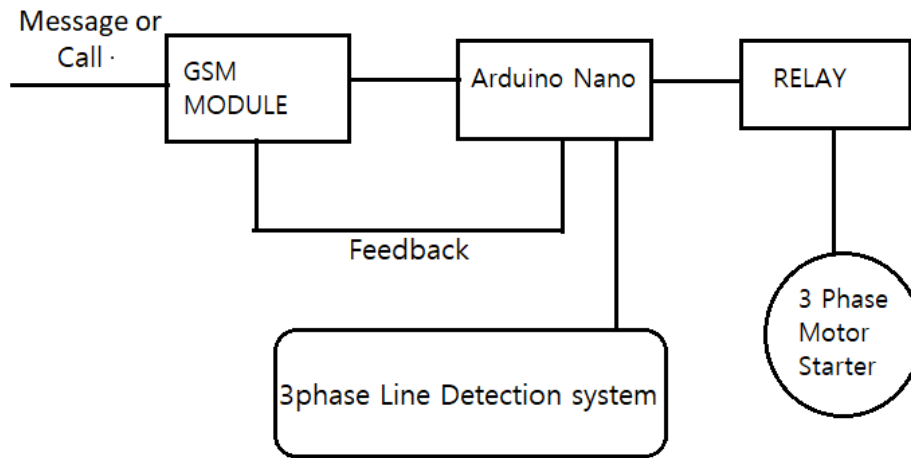 Message or
Call ·
GSM
MODULE
Arduino Nano
RELAY
Feedback
3 Phase
Motor
Starter
3phase Line Detection system